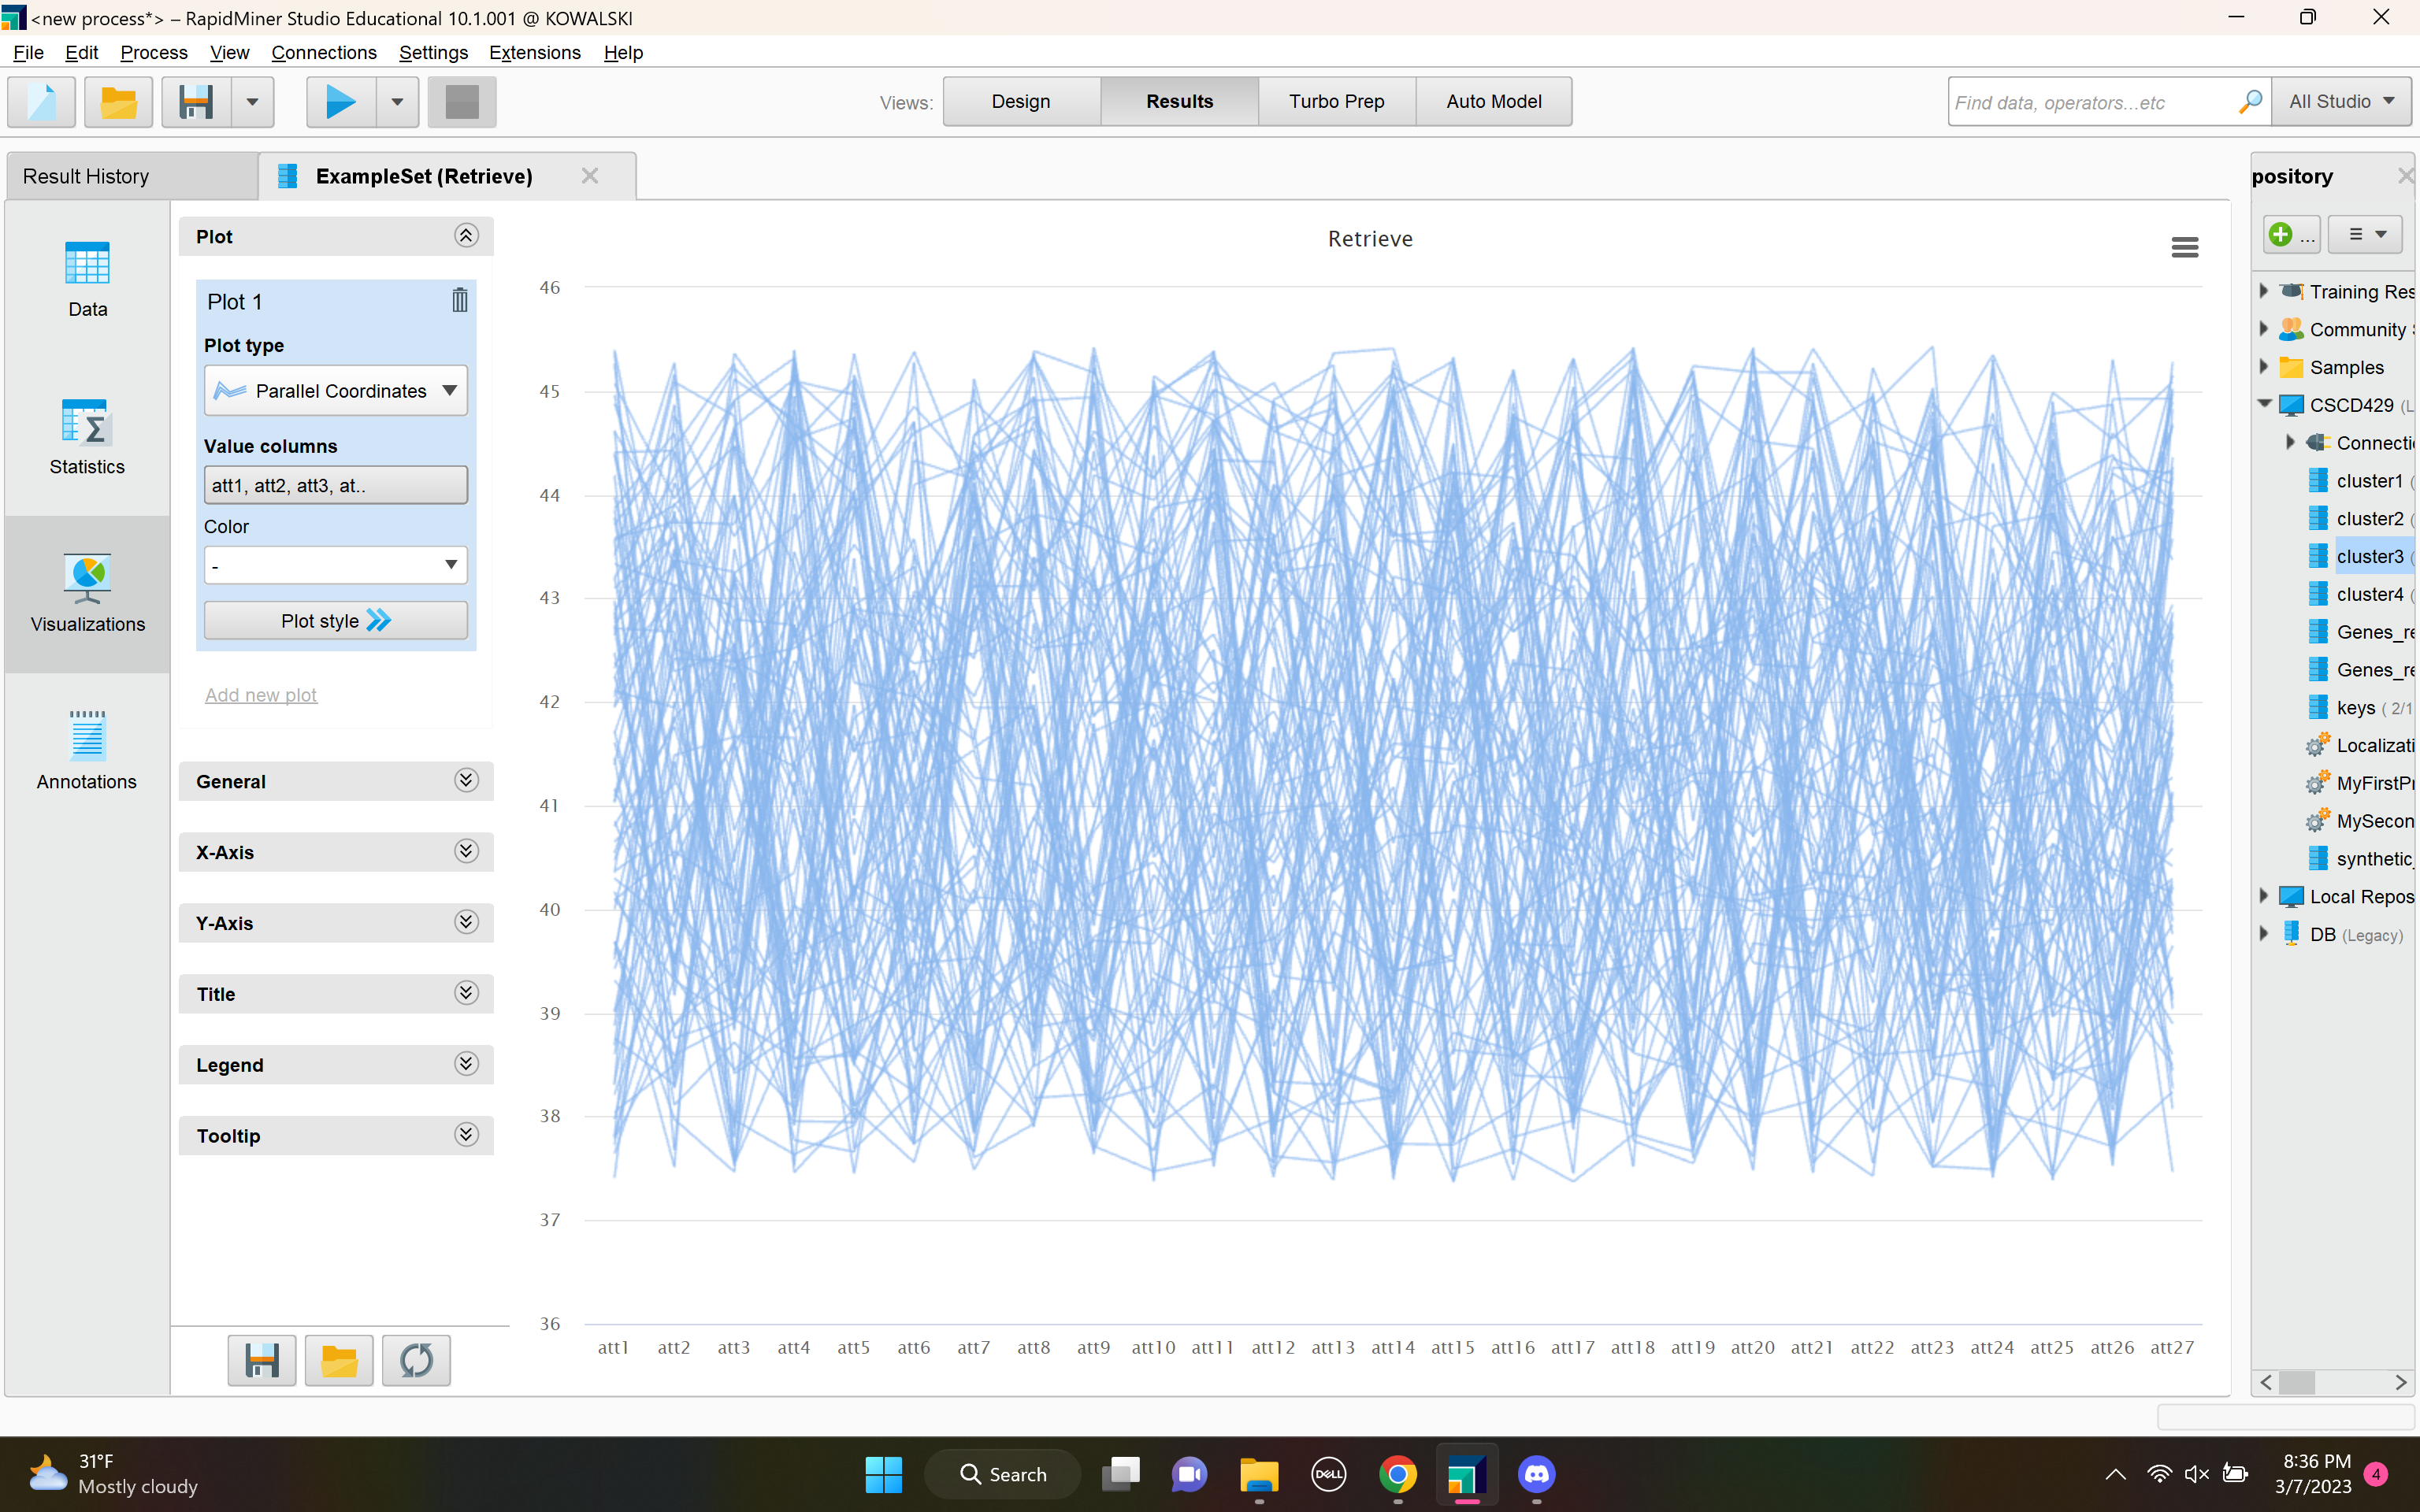 <new process*> – RapidMiner Studio Educational 10.1.001 @ KOWALSKI
File Edit Process View Connections Settings Extensions Help
Views: Design Results Turbo Prep Auto Model
Find data, operators...etc
All Studio
Result History
ExampleSet (Retrieve)
pository
Data
Statistics
Visualizations
Annotations
Plot
Plot 1
Plot type
Parallel Coordinates
Value columns
att1, att2, att3, at..
Color
-
Plot style
Add new plot
General
X-Axis
Y-Axis
Title
Legend
Tooltip
Retrieve
46
45
44
43
42
41
40
39
38
37
36
att1 att2 att3 att4 att5 att6 att7 att8 att9 att10 att11 att12 att13 att14 att15 att16 att17 att18 att19 att20 att21 att22 att23 att24 att25 att26 att27
...
Training Res
Community S
Samples
CSCD429 (L
Connecti
cluster1 (
cluster2 (
cluster3 (
cluster4 (
Genes_re
Genes_re
keys ( 2/1
Localizati
MyFirstPr
MySecon
synthetic_
Local Repos
DB (Legacy)
31°F
Mostly cloudy
Search
DELL
8:36 PM
3/7/2023
4